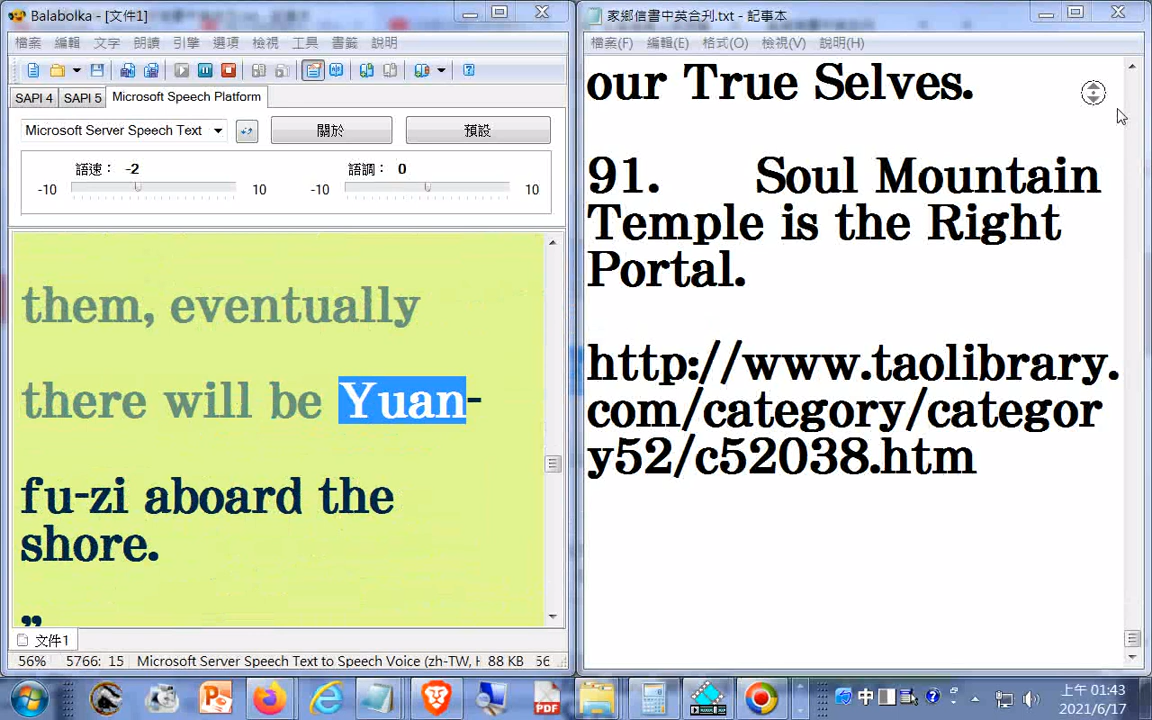 Balabolka - [文件1]
檔案 編輯 文字 朗讀 引擎 選項 檢視 工具 書籤 說明
SAPI 4 SAPI 5 Microsoft Speech Platform
Microsoft Server Speech Text 關於 預設
語速： -2 語調： 0
-10 10 -10 10
them, eventually
there will be Yuan-
fu-zi aboard the
shore.
”
文件1
56% 5766: 15 Microsoft Server Speech Text to Speech Voice (zh-TW, H 88 KB 56
家鄉信書中英合刋.txt - 記事本
檔案(F) 編輯(E) 格式(O) 檢視(V) 說明(H)
our True Selves.
91. Soul Mountain
Temple is the Right
Portal.
http://www.taolibrary.
com/category/categor
y52/c52038.htm
PDF
中
上午 01:43
2021/6/17